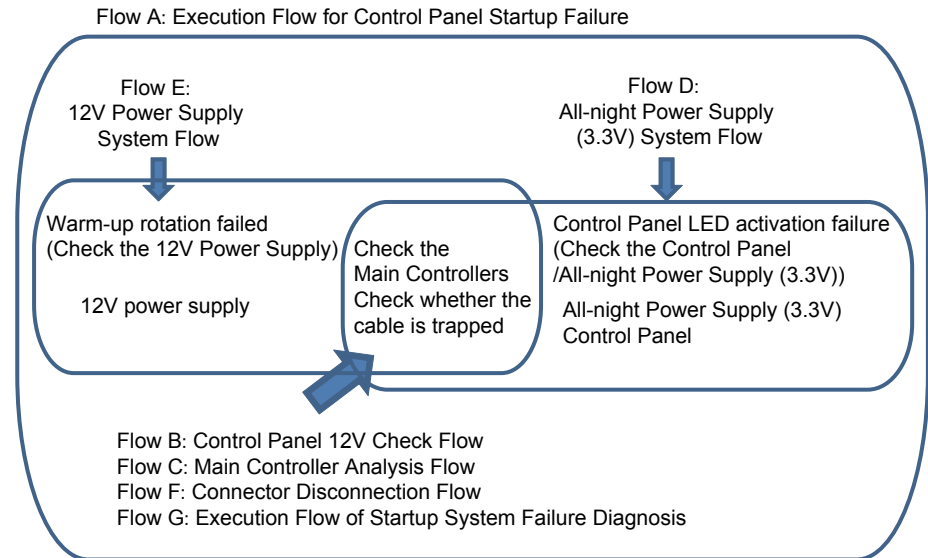 Flow A: Execution Flow for Control Panel Startup Failure
Flow E:
12V Power Supply
System Flow
Flow D:
All-night Power Supply
(3.3V) System Flow
Warm-up rotation failed
(Check the 12V Power Supply)
12V power supply
Check the
Main Controllers
Check whether the
cable is trapped
Control Panel LED activation failure
(Check the Control Panel
/All-night Power Supply (3.3V))
All-night Power Supply (3.3V)
Control Panel
Flow B: Control Panel 12V Check Flow
Flow C: Main Controller Analysis Flow
Flow F: Connector Disconnection Flow
Flow G: Execution Flow of Startup System Failure Diagnosis